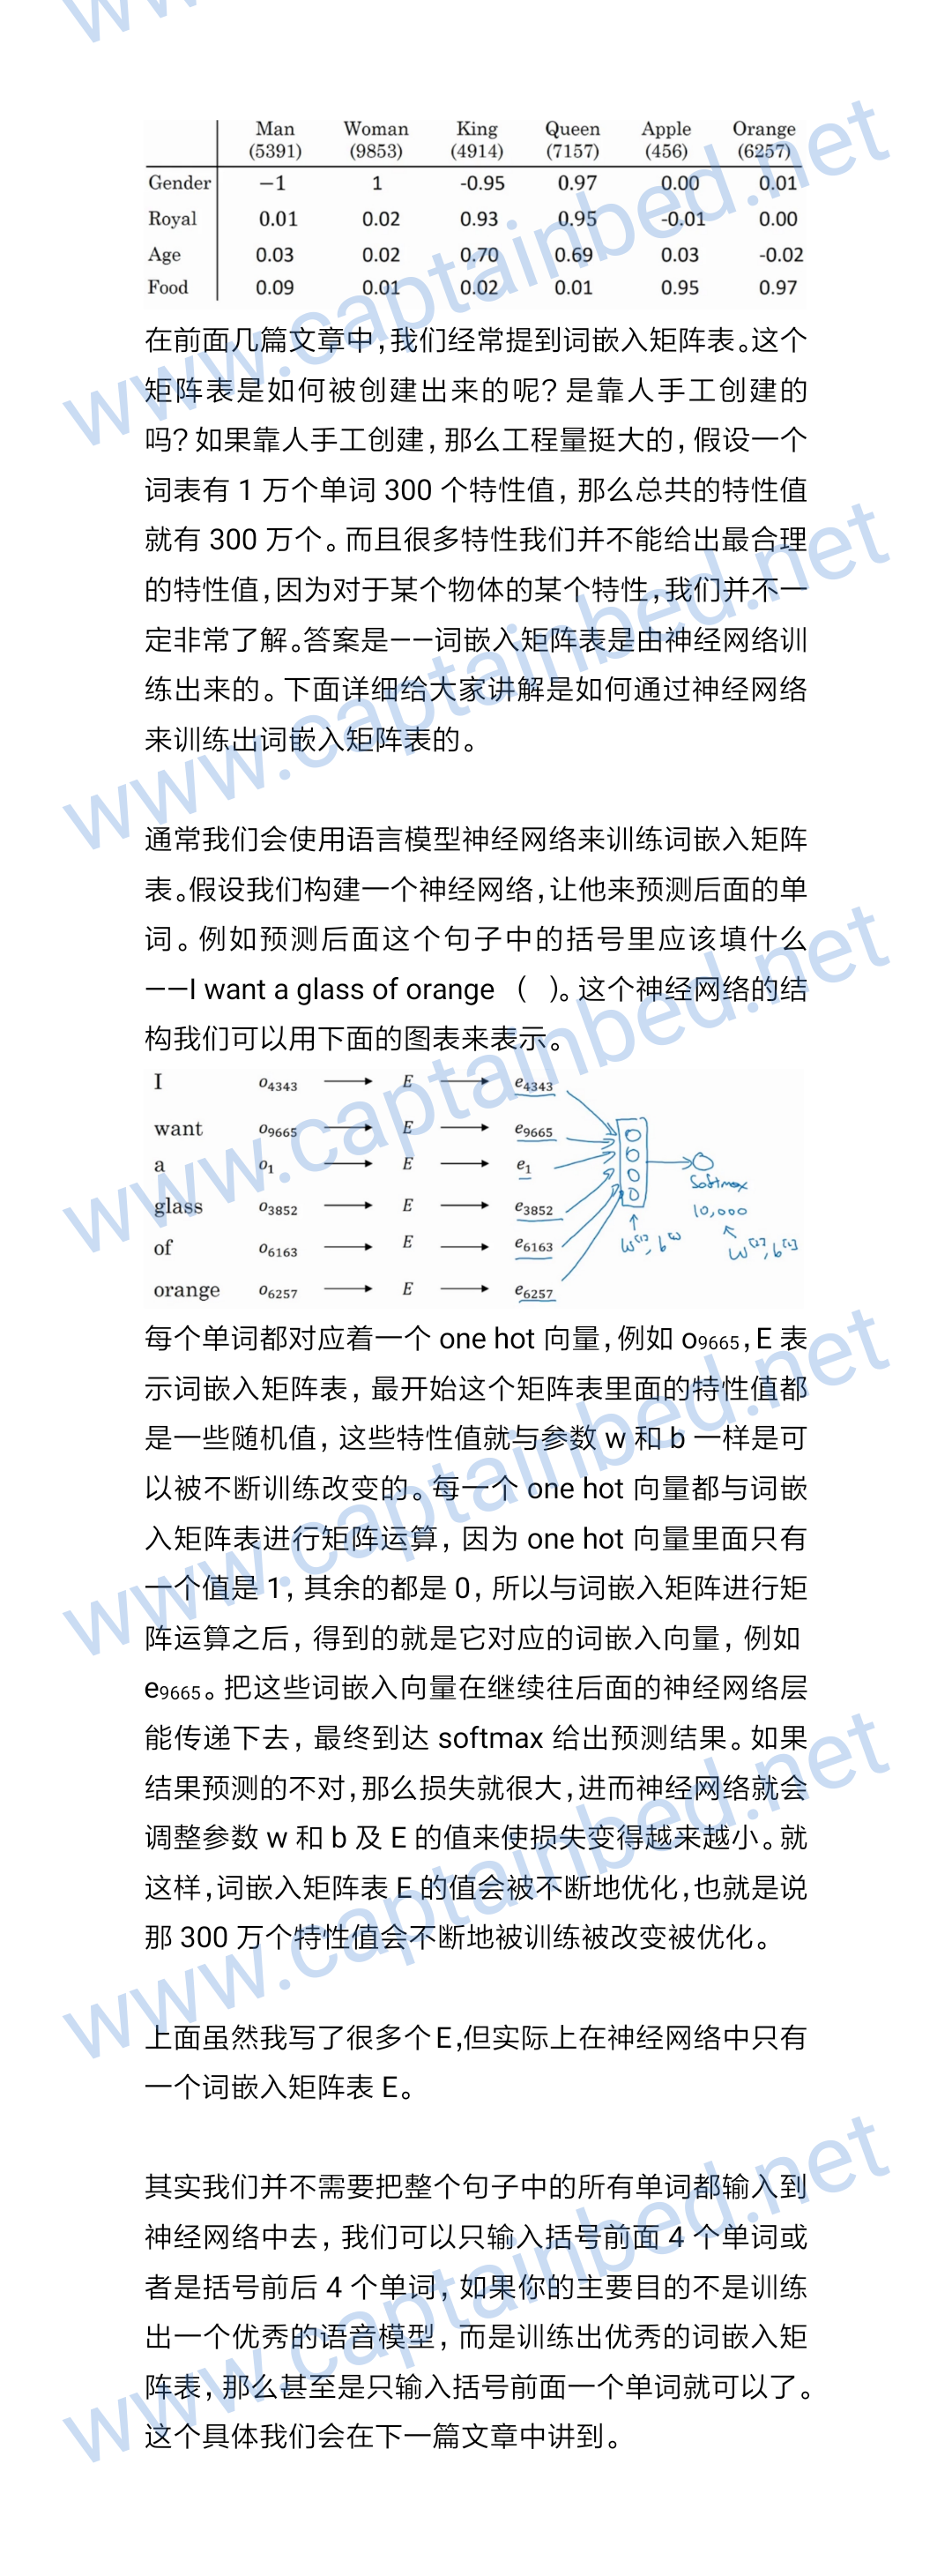 www.captainbed.net
Man Woman King Queen Apple Orange
(5391) (9853) (4914) (7157) (456) (6257)
Gender −1 1 -0.95 0.97 0.00 0.01
Royal 0.01 0.02 0.93 0.95 -0.01 0.00
Age 0.03 0.02 0.70 0.69 0.03 -0.02
Food 0.09 0.01 0.02 0.01 0.95 0.97
在前面几篇文章中,我们经常提到词嵌入矩阵表。这个
矩阵表是如何被创建出来的呢？是靠人手工创建的
吗？如果靠人手工创建，那么工程量挺大的，假设一个
词表有 1 万个单词 300 个特性值，那么总共的特性值
就有 300 万个。而且很多特性我们并不能给出最合理
的特性值,因为对于某个物体的某个特性,我们并不一
定非常了解。答案是——词嵌入矩阵表是由神经网络训
练出来的。下面详细给大家讲解是如何通过神经网络
来训练出词嵌入矩阵表的。
www.captainbed.net
通常我们会使用语言模型神经网络来训练词嵌入矩阵
表。假设我们构建一个神经网络,让他来预测后面的单
词。例如预测后面这个句子中的括号里应该填什么
——I want a glass of orange （ ）。这个神经网络的结
构我们可以用下面的图表来表示。
www.captainbed.net
I o4343 → E → e4343
want o9665 → E → e9665
a o1 → E → e1
glass o3852 → E → e3852
of o6163 → E → e6163
orange o6257 → E → e6257
Softmax
10,000
W[1], b[1]
W[2], b[2]
每个单词都对应着一个 one hot 向量,例如 o9665,E 表
示词嵌入矩阵表，最开始这个矩阵表里面的特性值都
是一些随机值，这些特性值就与参数 w 和 b 一样是可
以被不断训练改变的。每一个 one hot 向量都与词嵌
入矩阵表进行矩阵运算，因为 one hot 向量里面只有
一个值是 1，其余的都是 0，所以与词嵌入矩阵进行矩
阵运算之后，得到的就是它对应的词嵌入向量，例如
e9665。把这些词嵌入向量在继续往后面的神经网络层
能传递下去，最终到达 softmax 给出预测结果。如果
结果预测的不对,那么损失就很大,进而神经网络就会
调整参数 w 和 b 及 E 的值来使损失变得越来越小。就
这样,词嵌入矩阵表 E 的值会被不断地优化,也就是说
那 300 万个特性值会不断地被训练被改变被优化。
www.captainbed.net
上面虽然我写了很多个E,但实际上在神经网络中只有
一个词嵌入矩阵表 E。
www.captainbed.net
其实我们并不需要把整个句子中的所有单词都输入到
神经网络中去，我们可以只输入括号前面 4 个单词或
者是括号前后 4 个单词，如果你的主要目的不是训练
出一个优秀的语音模型，而是训练出优秀的词嵌入矩
阵表，那么甚至是只输入括号前面一个单词就可以了。
这个具体我们会在下一篇文章中讲到。
www.captainbed.net